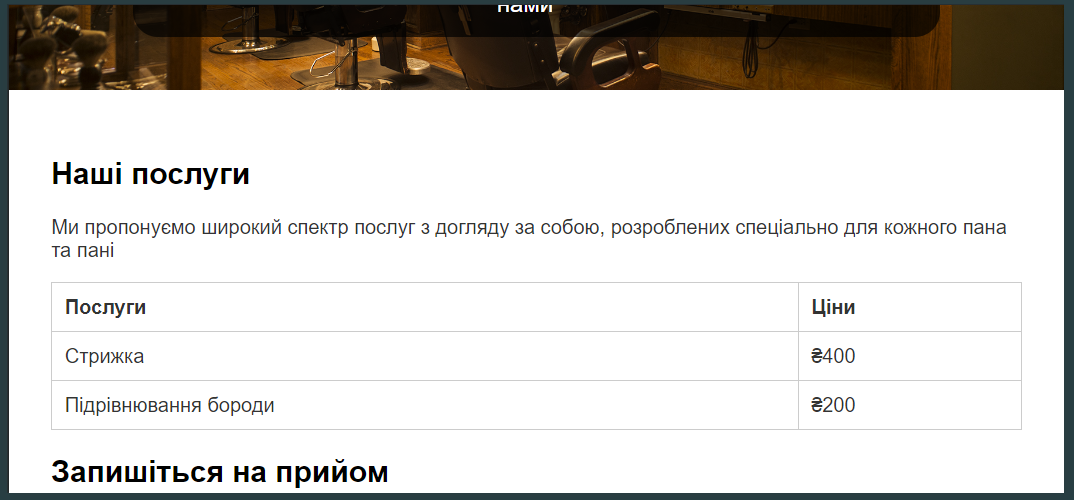 нами
Наші послуги
Ми пропонуємо широкий спектр послуг з догляду за собою, розроблених спеціально для кожного пана
та пані
Послуги Ціни
Стрижка ₴400
Підрівнювання бороди ₴200
Запишіться на прийом